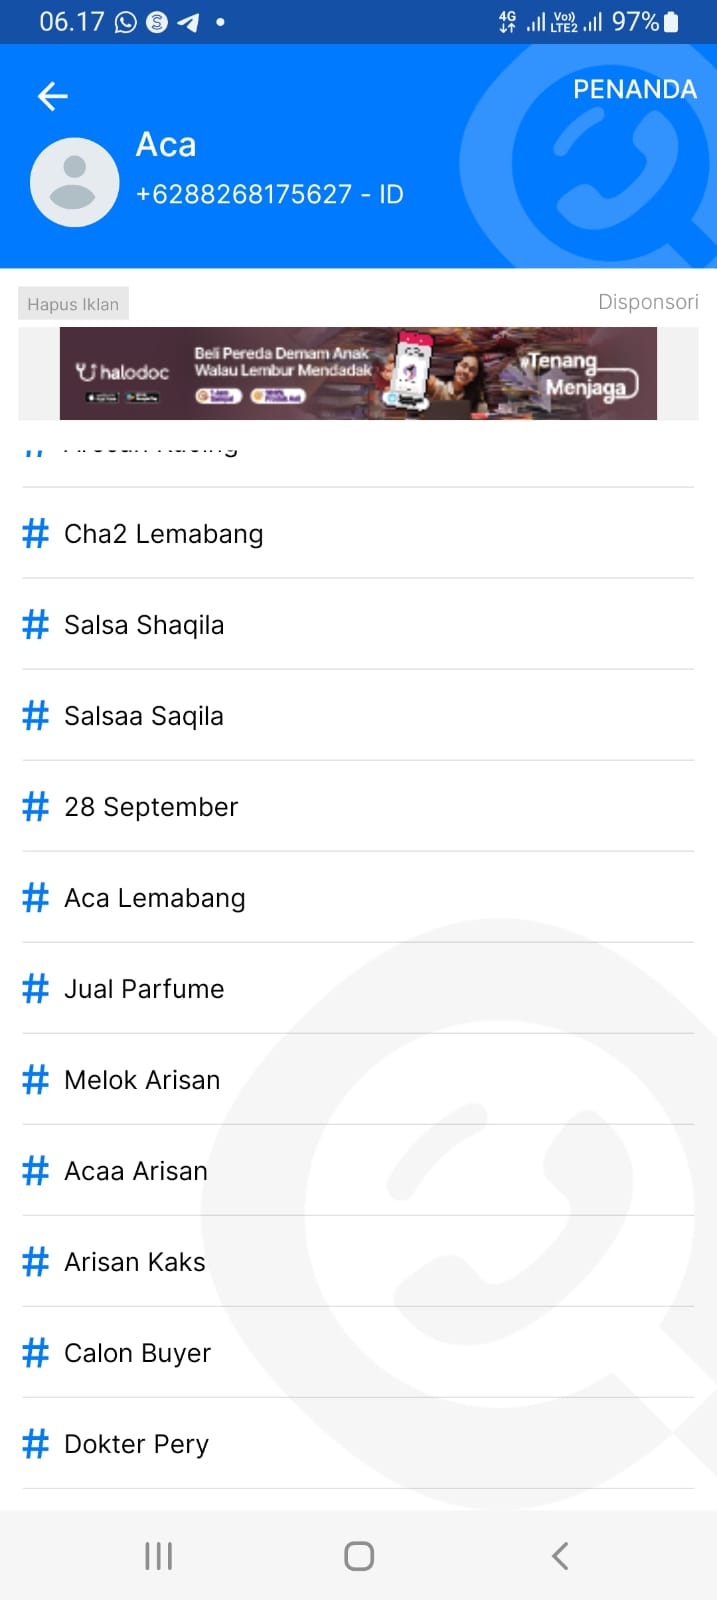 06.17
4G
Vo))
LTE2
97%
PENANDA
Aca
+6288268175627 - ID
Hapus Iklan
Disponsori
halodoc
Beli Pereda Demam Anak
Walau Lembur Mendadak
#Tenang
Menjaga
# Cha2 Lemabang
# Salsa Shaqila
# Salsaa Saqila
# 28 September
# Aca Lemabang
# Jual Parfume
# Melok Arisan
# Acaa Arisan
# Arisan Kaks
# Calon Buyer
# Dokter Pery